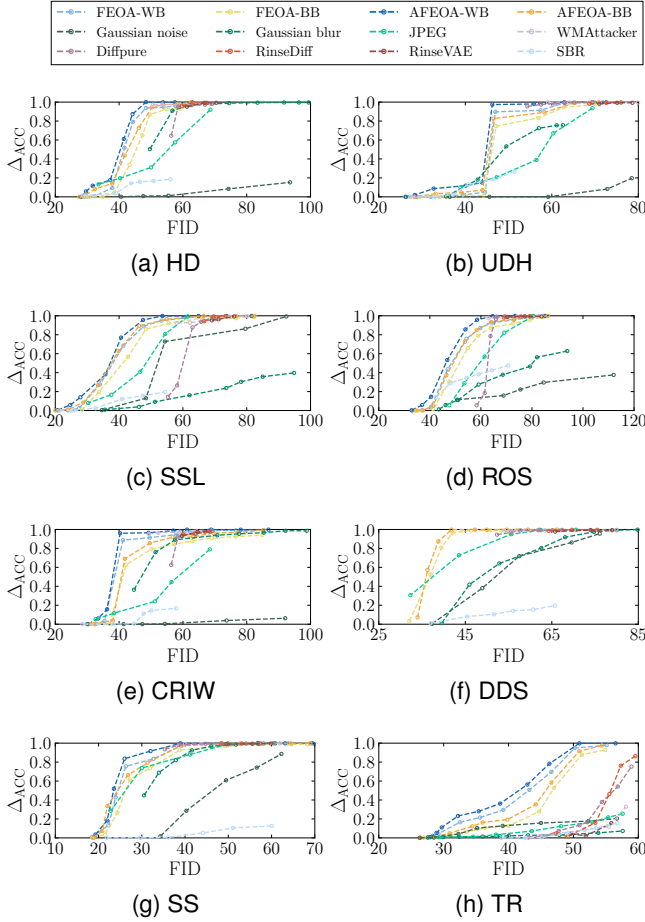 FEOA-WB FEOA-BB AFEOA-WB AFEOA-BB
Gaussian noise Gaussian blur JPEG WMAttacker
Diffpure RinseDiff RinseVAE SBR
1.0 1.0
0.8 0.8
0.6 0.6
Δ_ACC Δ_ACC
0.4 0.4
0.2 0.2
0.0 0.0
20 40 60 80 100 20 40 60 80
FID FID
(a) HD (b) UDH
1.0 1.0
0.8 0.8
0.6 0.6
Δ_ACC Δ_ACC
0.4 0.4
0.2 0.2
0.0 0.0
20 40 60 80 100 20 40 60 80 100 120
FID FID
(c) SSL (d) ROS
1.0 1.0
0.8 0.8
0.6 0.6
Δ_ACC Δ_ACC
0.4 0.4
0.2 0.2
0.0 0.0
20 40 60 80 100 25 45 65 85
FID FID
(e) CRIW (f) DDS
1.0 1.0
0.8 0.8
0.6 0.6
Δ_ACC Δ_ACC
0.4 0.4
0.2 0.2
0.0 0.0
10 20 30 40 50 60 70 20 30 40 50 60
FID FID
(g) SS (h) TR